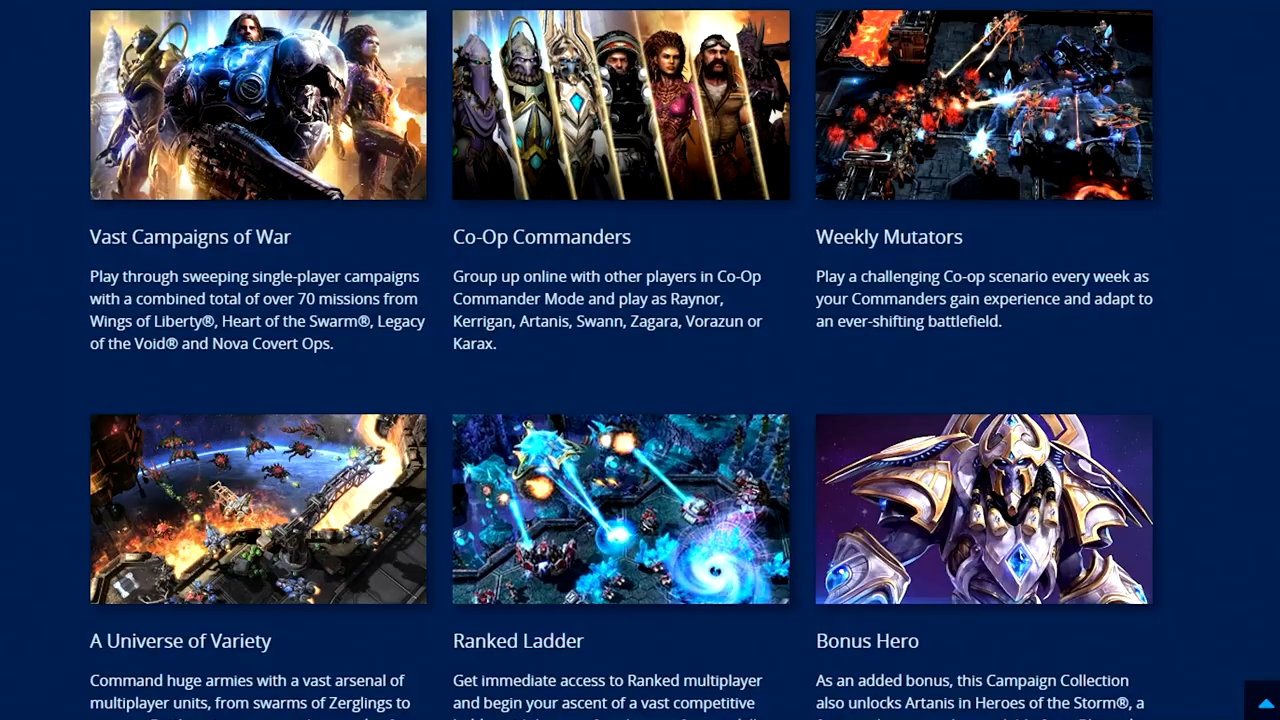 Vast Campaigns of War
Play through sweeping single-player campaigns
with a combined total of over 70 missions from
Wings of Liberty®, Heart of the Swarm®, Legacy
of the Void® and Nova Covert Ops.
Co-Op Commanders
Group up online with other players in Co-Op
Commander Mode and play as Raynor,
Kerrigan, Artanis, Swann, Zagara, Vorazun or
Karax.
Weekly Mutators
Play a challenging Co-op scenario every week as
your Commanders gain experience and adapt to
an ever-shifting battlefield.
A Universe of Variety
Command huge armies with a vast arsenal of
multiplayer units, from swarms of Zerglings to
Ranked Ladder
Get immediate access to Ranked multiplayer
and begin your ascent of a vast competitive
Bonus Hero
As an added bonus, this Campaign Collection
also unlocks Artanis in Heroes of the Storm®, a